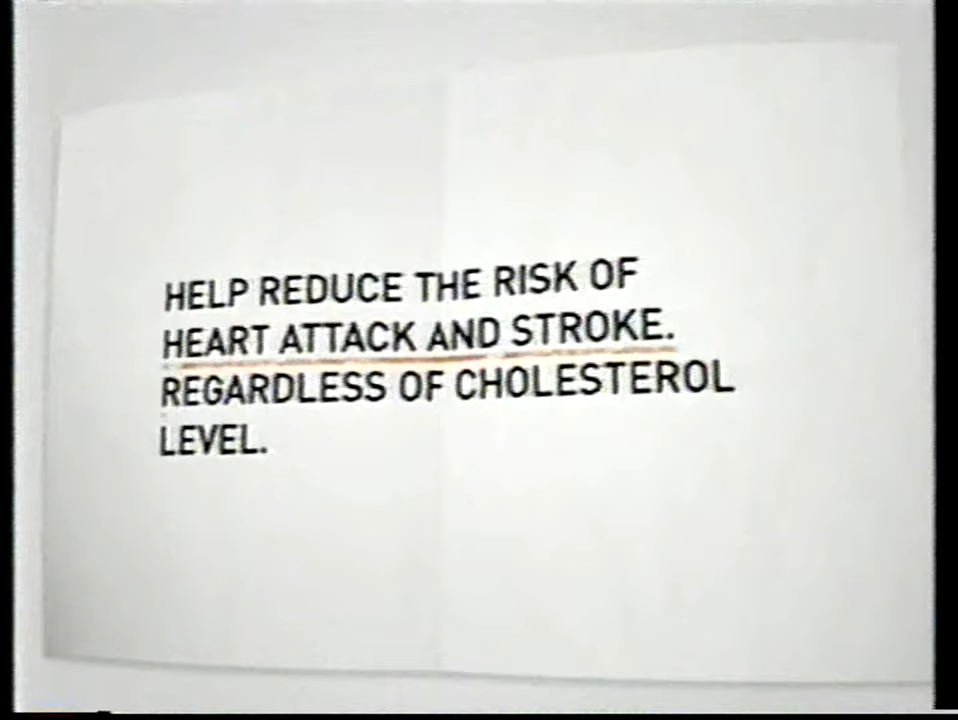 HELP REDUCE THE RISK OF
HEART ATTACK AND STROKE.
REGARDLESS OF CHOLESTEROL
LEVEL.